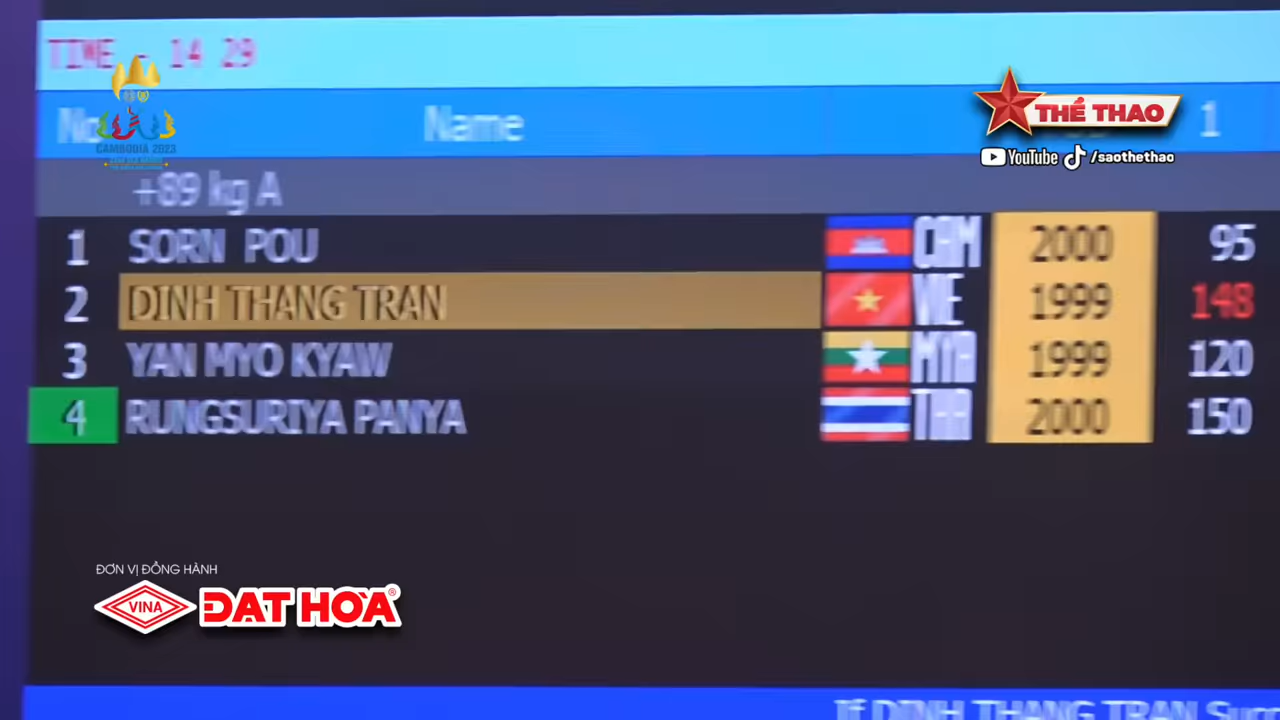 TIME - 14 29
No Name 1
CAMBODIA 2023
THỂ THAO
YouTube /saothethao
+89 kg A
1 SORN POU CAM 2000 95
2 DINH THANG TRAN VIE 1999 148
3 YAN MYO KYAW MYA 1999 120
4 RUNGSURIYA PANYA THA 2000 150
ĐƠN VỊ ĐỒNG HÀNH
VINA ĐẠT HÒA®
If DINH THANG TRAN